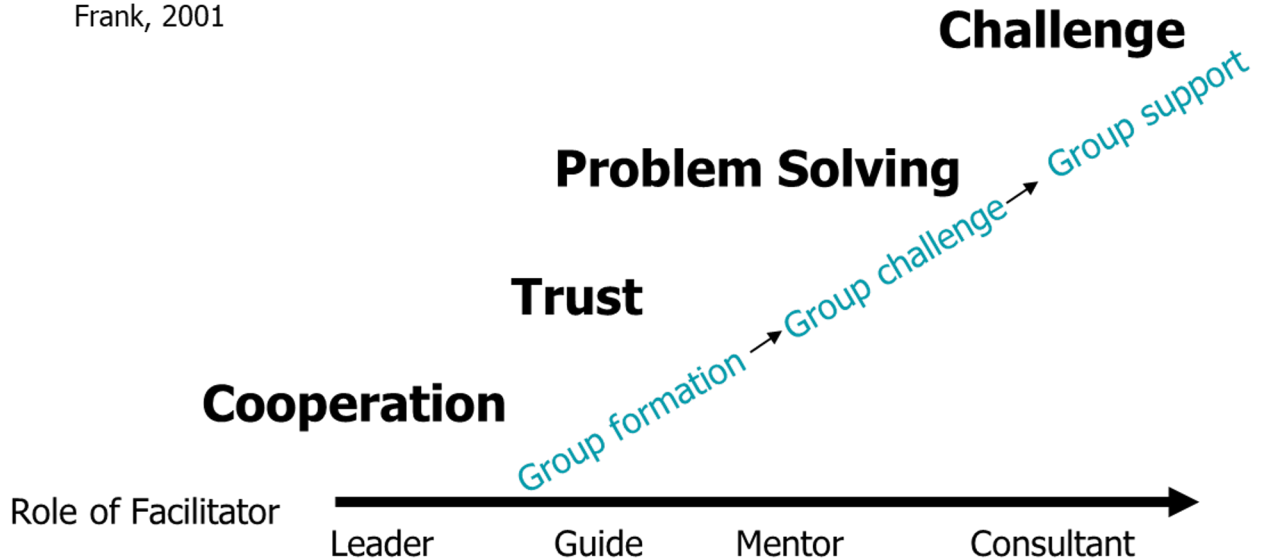 Frank, 2001
Challenge
Group support
Problem Solving
Group challenge
Trust
Group formation
Cooperation
Role of Facilitator
Leader Guide Mentor Consultant